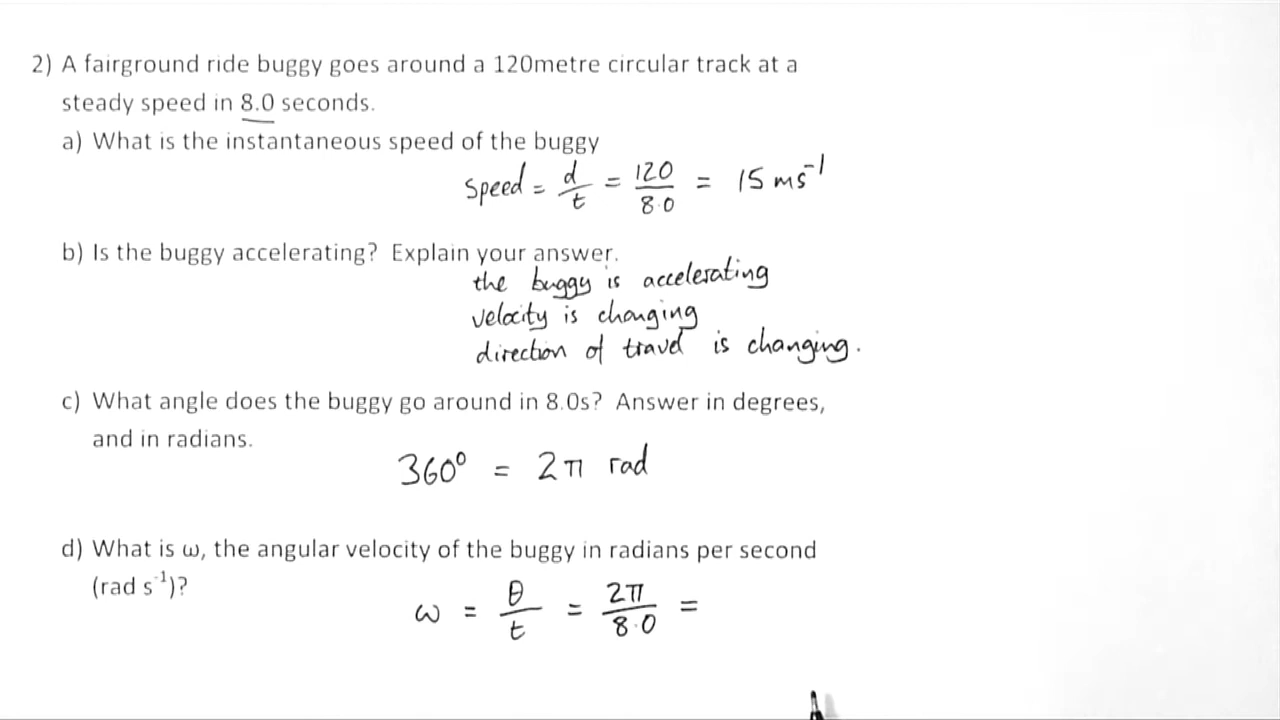 2) A fairground ride buggy goes around a 120metre circular track at a
steady speed in 8.0 seconds.
a) What is the instantaneous speed of the buggy
Speed = d/t = 120/8.0 = 15 ms⁻¹
b) Is the buggy accelerating? Explain your answer.
the buggy is accelerating
velocity is changing
direction of travel is changing.
c) What angle does the buggy go around in 8.0s? Answer in degrees,
and in radians.
360° = 2π rad
d) What is ω, the angular velocity of the buggy in radians per second
(rad s⁻¹)?
ω = θ/t = 2π/8.0 =